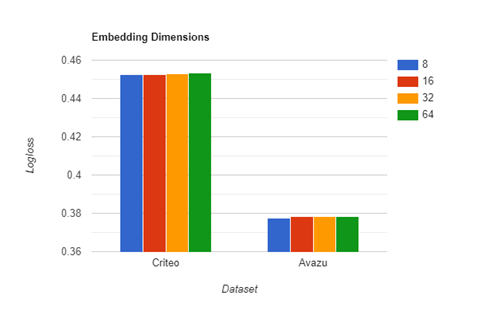 Embedding Dimensions
0.46
0.44
0.42
0.4
0.38
0.36
Logloss
Criteo
Avazu
Dataset
8
16
32
64